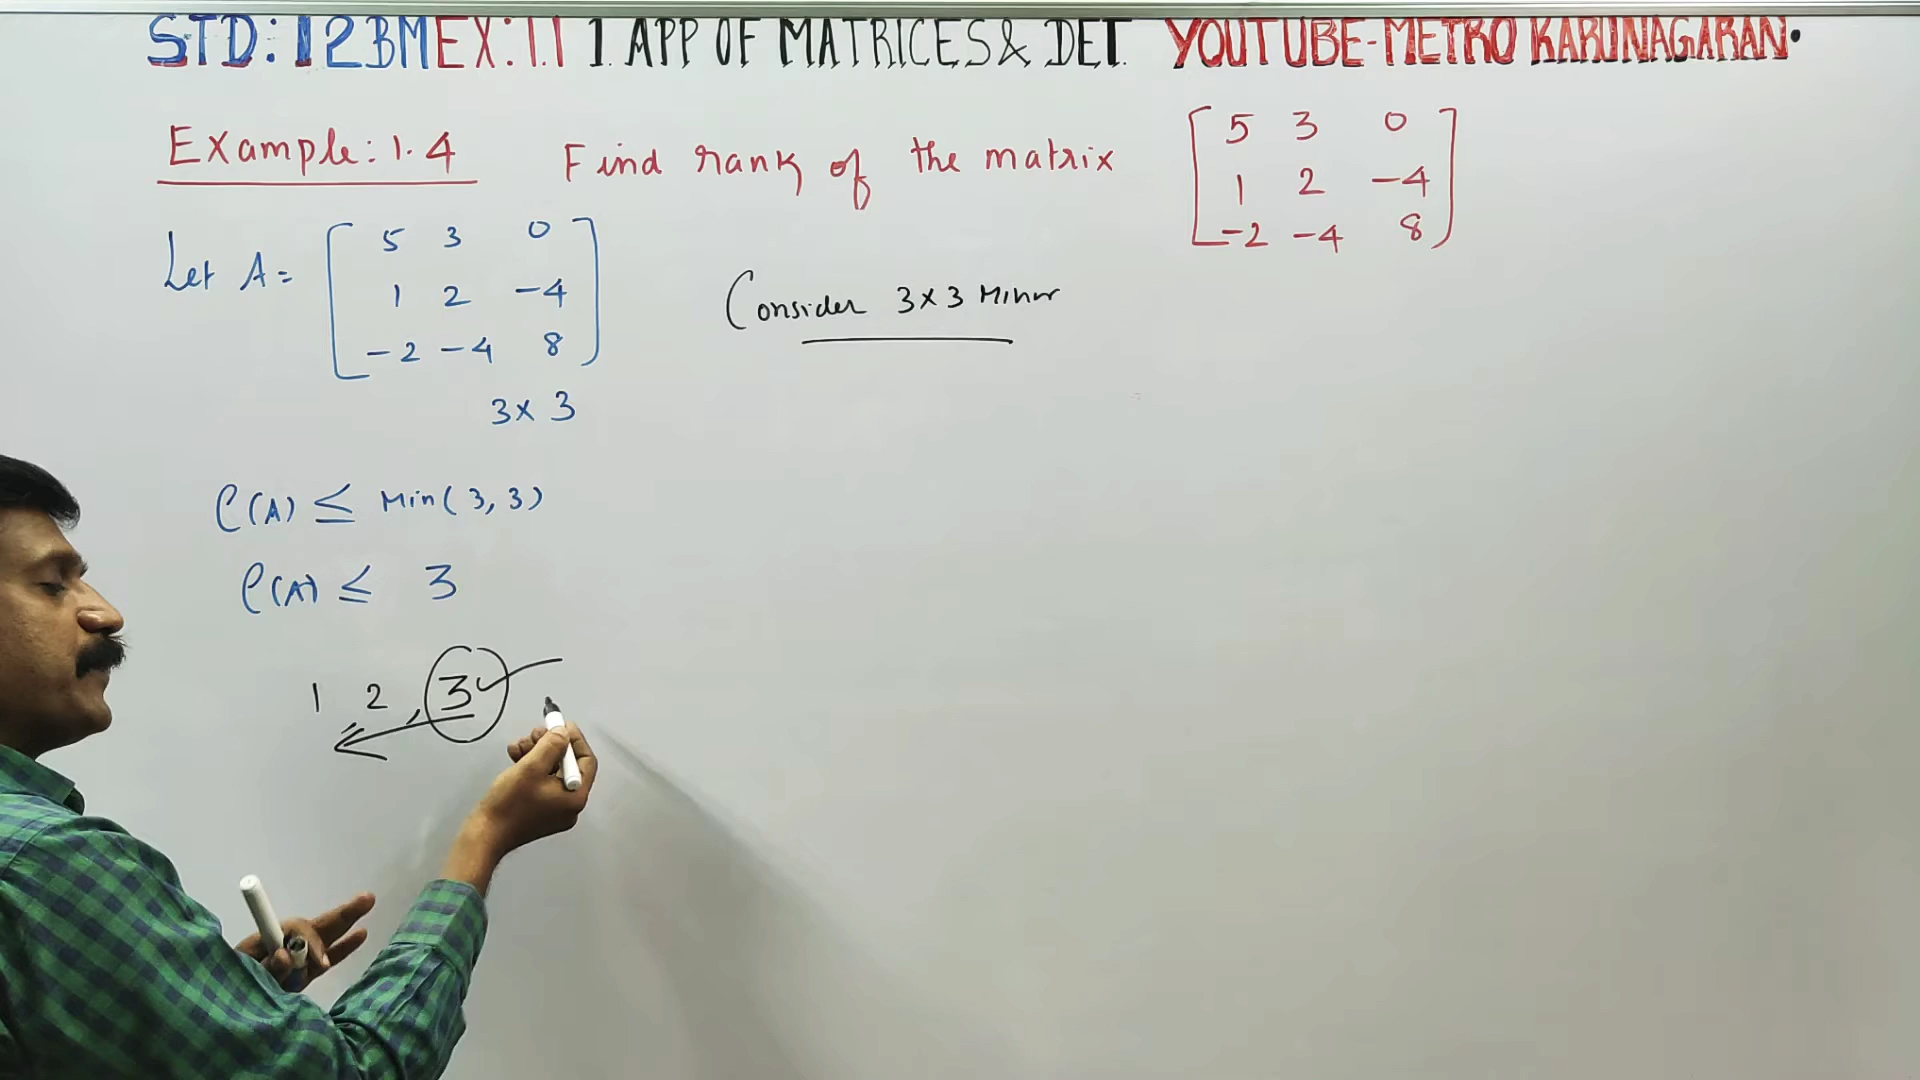 STD: 12BM EX: 1.1 1. APP OF MATRICES & DET. YOUTUBE-METRO KARUNAGARAN.
Example: 1.4 Find rank of the matrix
5 3 0
1 2 -4
-2 -4 8
Let A =
5 3 0
1 2 -4
-2 -4 8
3 x 3
Consider 3 x 3 Minor
ρ(A) ≤ Min(3, 3)
ρ(A) ≤ 3
1 2, 3 ✓